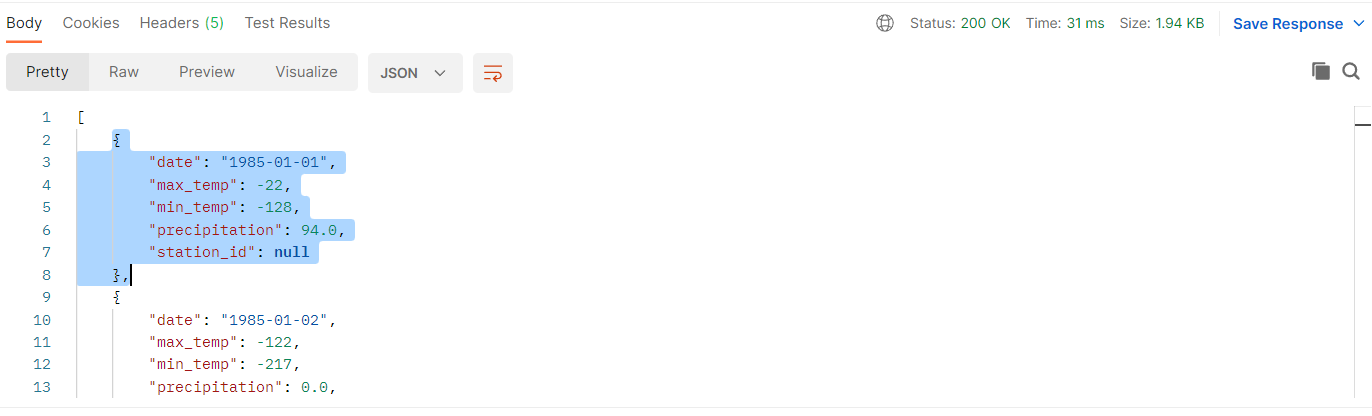 Body Cookies Headers (5) Test Results Status: 200 OK Time: 31 ms Size: 1.94 KB Save Response
Pretty Raw Preview Visualize JSON
1 [
2 {
3 "date": "1985-01-01",
4 "max_temp": -22,
5 "min_temp": -128,
6 "precipitation": 94.0,
7 "station_id": null
8 },
9 {
10 "date": "1985-01-02",
11 "max_temp": -122,
12 "min_temp": -217,
13 "precipitation": 0.0,